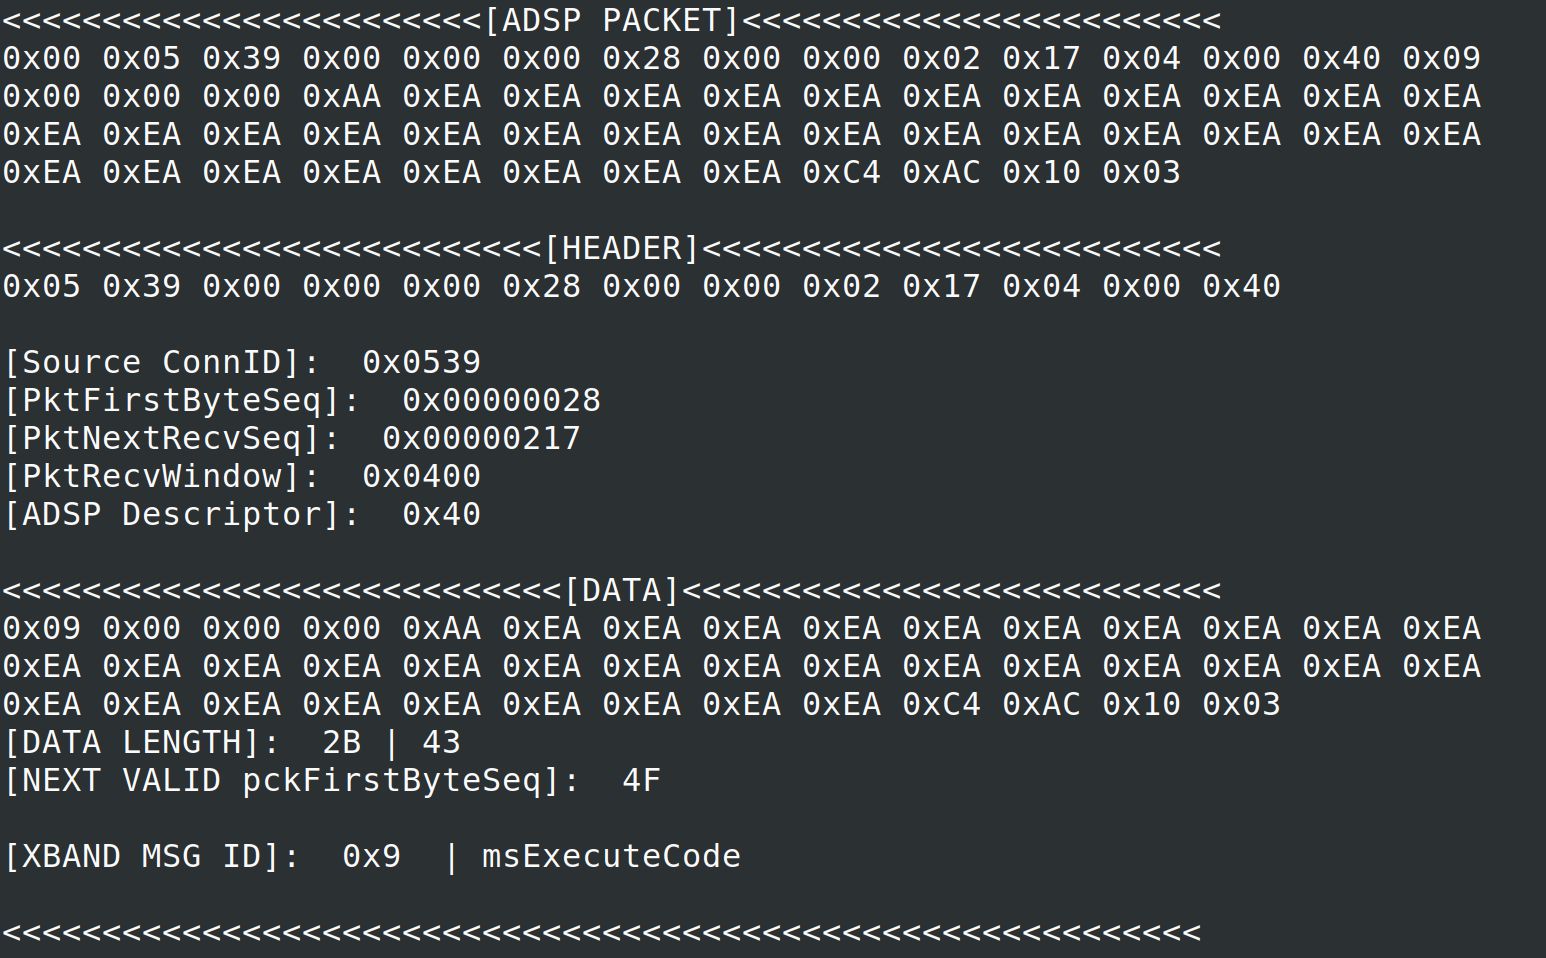 <<<<<<<<<<<<<<<<<<<<<<<<[ADSP PACKET]<<<<<<<<<<<<<<<<<<<<<<<<
0x00 0x05 0x39 0x00 0x00 0x00 0x28 0x00 0x00 0x02 0x17 0x04 0x00 0x40 0x09
0x00 0x00 0x00 0xAA 0xEA 0xEA 0xEA 0xEA 0xEA 0xEA 0xEA 0xEA 0xEA 0xEA 0xEA
0xEA 0xEA 0xEA 0xEA 0xEA 0xEA 0xEA 0xEA 0xEA 0xEA 0xEA 0xEA 0xEA 0xEA 0xEA
0xEA 0xEA 0xEA 0xEA 0xEA 0xEA 0xEA 0xEA 0xC4 0xAC 0x10 0x03
<<<<<<<<<<<<<<<<<<<<<<<<<<<[HEADER]<<<<<<<<<<<<<<<<<<<<<<<<<<
0x05 0x39 0x00 0x00 0x00 0x28 0x00 0x00 0x02 0x17 0x04 0x00 0x40
[Source ConnID]:  0x0539
[PktFirstByteSeq]:  0x00000028
[PktNextRecvSeq]:  0x00000217
[PktRecvWindow]:  0x0400
[ADSP Descriptor]:  0x40
<<<<<<<<<<<<<<<<<<<<<<<<<<<<[DATA]<<<<<<<<<<<<<<<<<<<<<<<<<<<
0x09 0x00 0x00 0x00 0xAA 0xEA 0xEA 0xEA 0xEA 0xEA 0xEA 0xEA 0xEA 0xEA 0xEA
0xEA 0xEA 0xEA 0xEA 0xEA 0xEA 0xEA 0xEA 0xEA 0xEA 0xEA 0xEA 0xEA 0xEA 0xEA
0xEA 0xEA 0xEA 0xEA 0xEA 0xEA 0xEA 0xEA 0xEA 0xC4 0xAC 0x10 0x03
[DATA LENGTH]:  2B | 43
[NEXT VALID pckFirstByteSeq]:  4F
[XBAND MSG ID]:  0x9  | msExecuteCode
<<<<<<<<<<<<<<<<<<<<<<<<<<<<<<<<<<<<<<<<<<<<<<<<<<<<<<<<<<<<